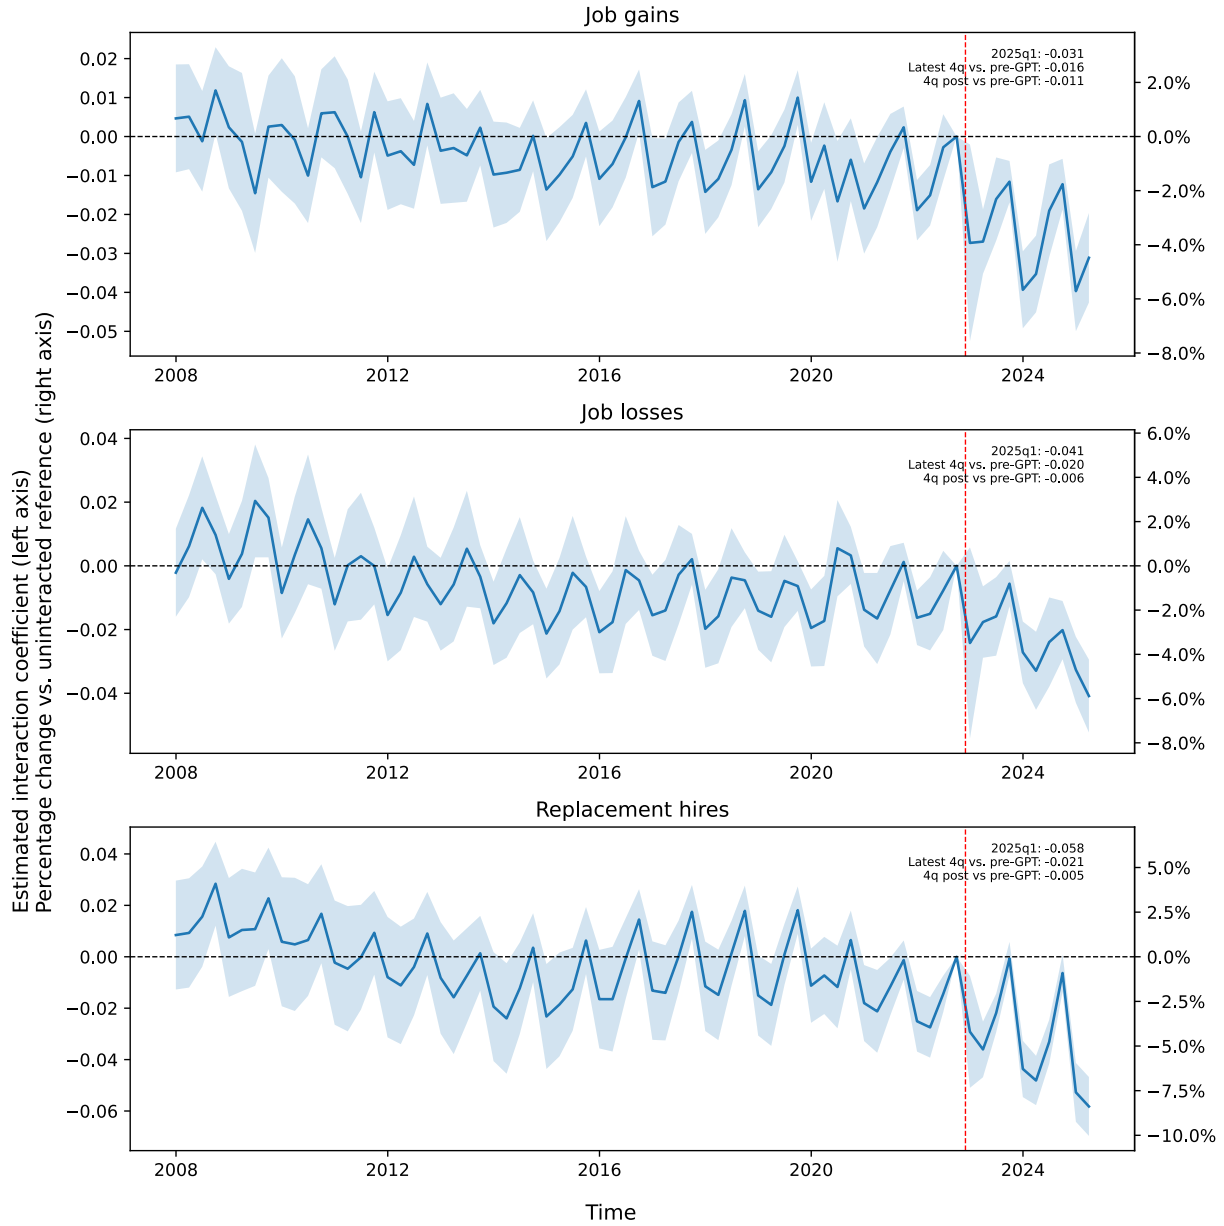 Job gains
2025q1: -0.031
Latest 4q vs. pre-GPT: -0.016
4q post vs pre-GPT: -0.011
0.02
0.01
0.00
−0.01
−0.02
−0.03
−0.04
−0.05
2.0%
0.0%
−2.0%
−4.0%
−6.0%
−8.0%
2008 2012 2016 2020 2024
Job losses
2025q1: -0.041
Latest 4q vs. pre-GPT: -0.020
4q post vs pre-GPT: -0.006
0.04
0.02
0.00
−0.02
−0.04
6.0%
4.0%
2.0%
0.0%
−2.0%
−4.0%
−6.0%
−8.0%
2008 2012 2016 2020 2024
Estimated interaction coefficient (left axis)
Percentage change vs. uninteracted reference (right axis)
Replacement hires
2025q1: -0.058
Latest 4q vs. pre-GPT: -0.021
4q post vs pre-GPT: -0.005
0.04
0.02
0.00
−0.02
−0.04
−0.06
5.0%
2.5%
0.0%
−2.5%
−5.0%
−7.5%
−10.0%
2008 2012 2016 2020 2024
Time